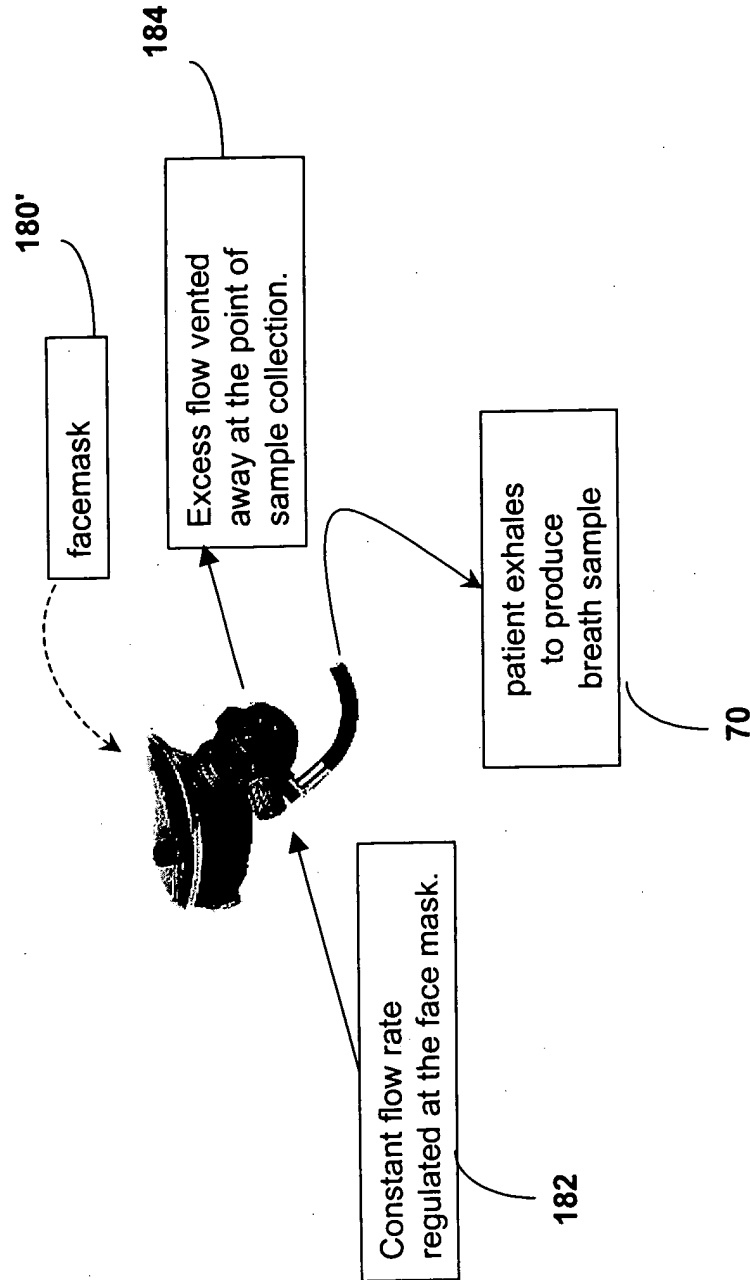 180'
facemask
184
Excess flow vented
away at the point of
sample collection.
Constant flow rate
regulated at the face mask.
182
patient exhales
to produce
breath sample
70